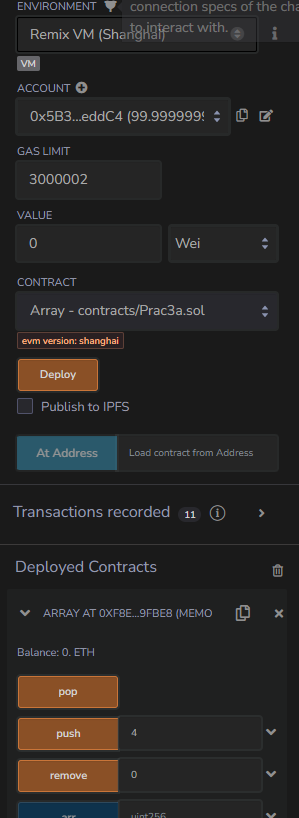 ENVIRONMENT
connection specs of the cha
to interact with.
Remix VM (Shanghai)
VM
ACCOUNT
0x5B3...eddC4 (99.9999999
GAS LIMIT
3000002
VALUE
0
Wei
CONTRACT
Array - contracts/Prac3a.sol
evm version: shanghai
Deploy
Publish to IPFS
At Address
Load contract from Address
Transactions recorded 11
Deployed Contracts
ARRAY AT 0XF8E...9FBE8 (MEMO
Balance: 0. ETH
pop
push
4
remove
0
arr
uint256